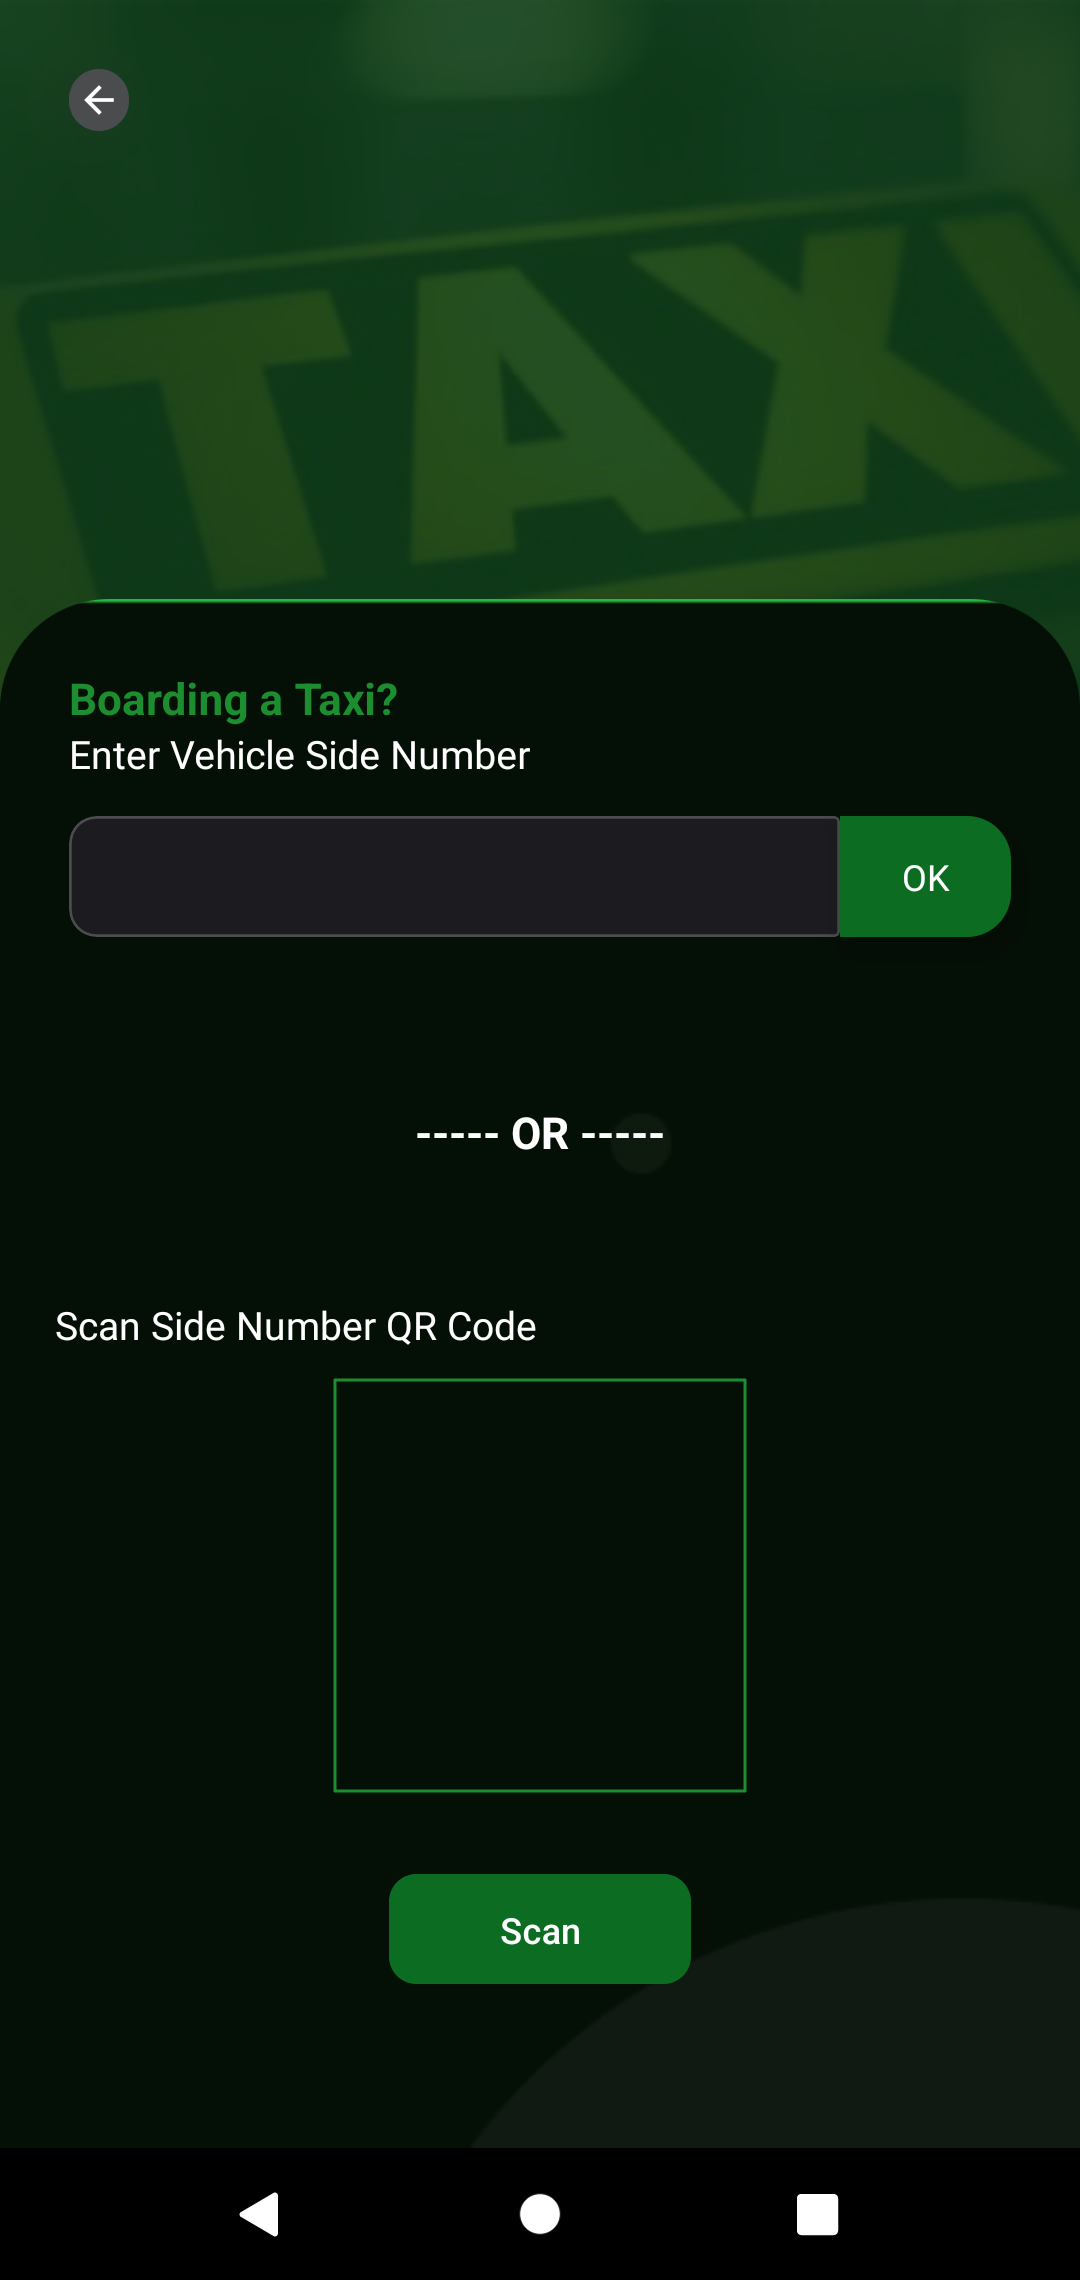 TAXI
Boarding a Taxi?
Enter Vehicle Side Number
OK
----- OR -----
Scan Side Number QR Code
Scan